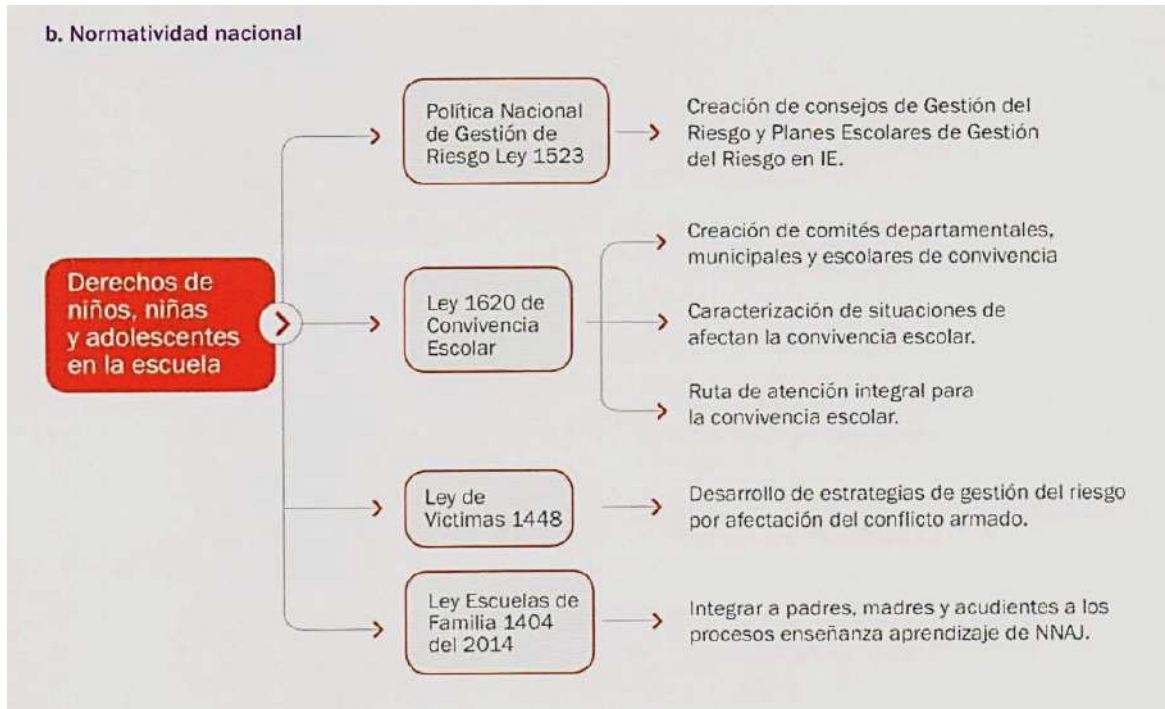 b. Normatividad nacional
Derechos de
niños, niñas
y adolescentes
en la escuela
Política Nacional
de Gestión de
Riesgo Ley 1523
Creación de consejos de Gestión del
Riesgo y Planes Escolares de Gestión
del Riesgo en IE.
Ley 1620 de
Convivencia
Escolar
Creación de comités departamentales,
municipales y escolares de convivencia
Caracterización de situaciones de
afectan la convivencia escolar.
Ruta de atención integral para
la convivencia escolar.
Ley de
Victimas 1448
Desarrollo de estrategias de gestión del riesgo
por afectación del conflicto armado.
Ley Escuelas de
Familia 1404
del 2014
Integrar a padres, madres y acudientes a los
procesos enseñanza aprendizaje de NNAJ.